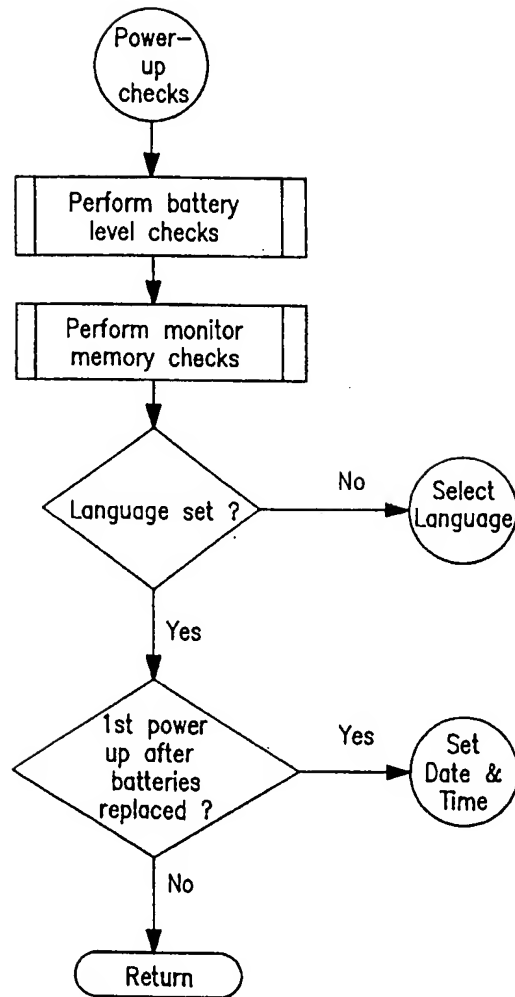 Power-
up
checks
Perform battery
level checks
Perform monitor
memory checks
Language set ?
No
Select
Language
Yes
1st power
up after
batteries
replaced ?
Yes
Set
Date &
Time
No
Return